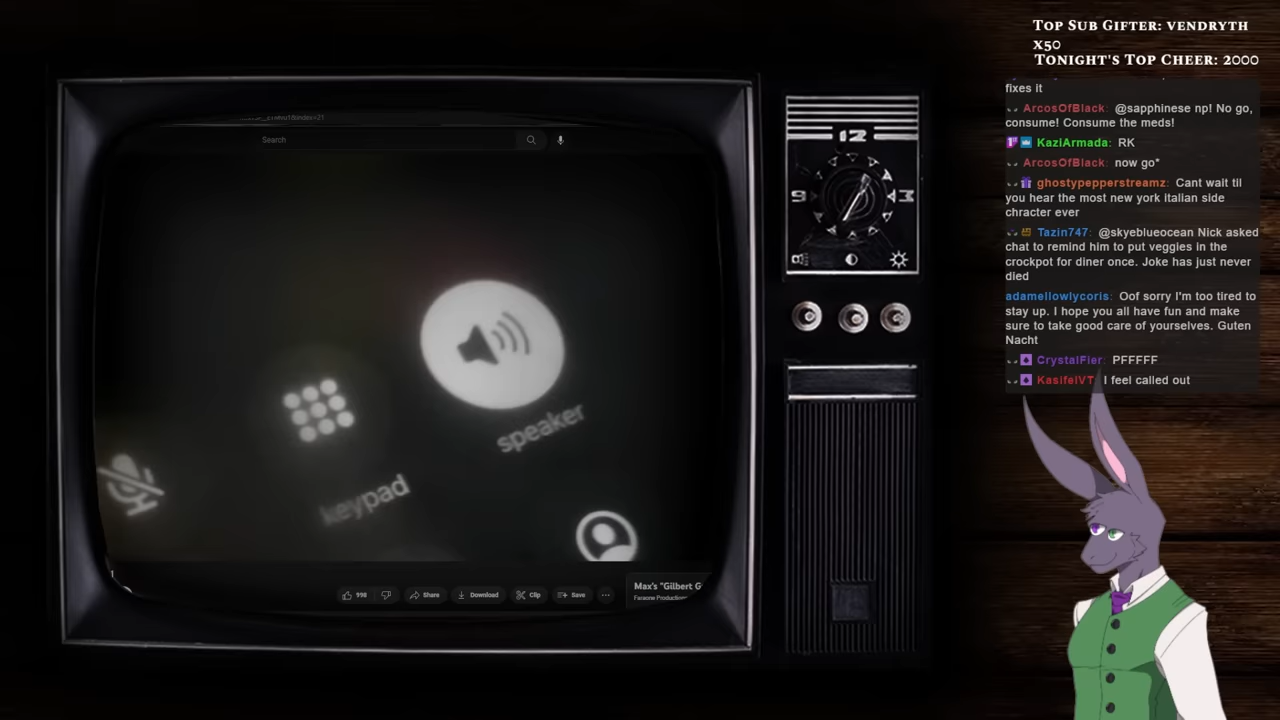 Top Sub Gifter: vendryth
x50
Tonight's Top Cheer: 2000
fixes it
ArcosOfBlack: @sapphinese np! No go,
consume! Consume the meds!
KaziArmada: RK
ArcosOfBlack: now go*
ghostypepperstreamz: Cant wait til
you hear the most new york italian side
chracter ever
Tazin747: @skyeblueocean Nick asked
chat to remind him to put veggies in the
crockpot for diner once. Joke has just never
died
adamellowlycoris: Oof sorry I'm too tired to
stay up. I hope you all have fun and make
sure to take good care of yourselves. Guten
Nacht
CrystalFier: PFFFFF
KasifelVT: I feel called out
Search
speaker
keypad
990 Share Download Clip Save
Max's "Gilbert G
12
3
9